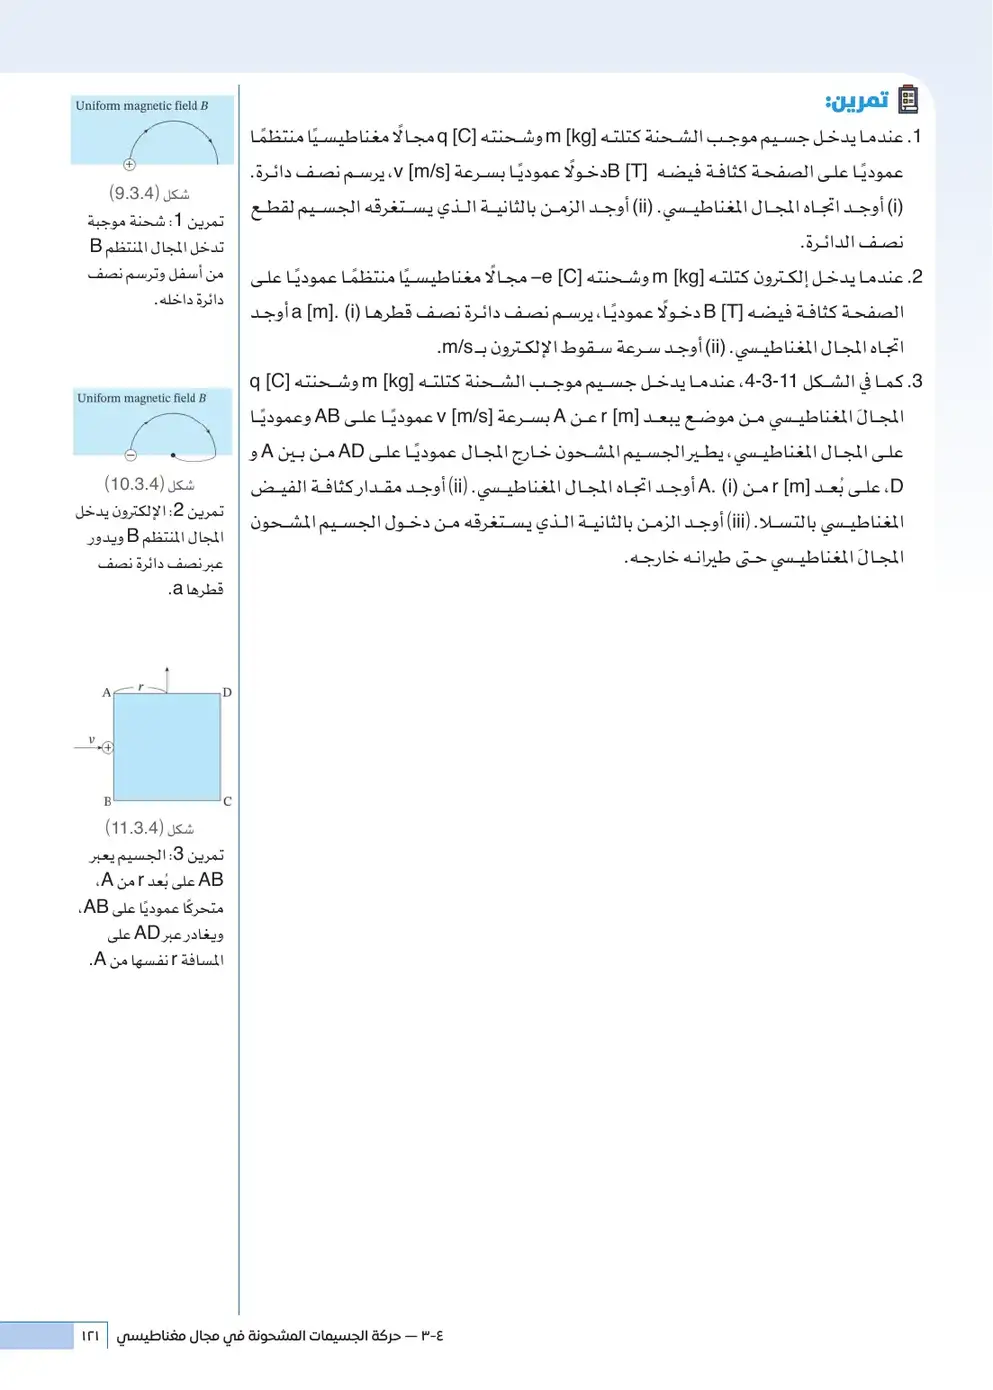 تمرين:
1. عندما يدخل جسيم موجب الشحنة كتلته m [kg] وشحنته q [C] مجالًا مغناطيسيًا منتظمًا
عموديًا على الصفحة كثافة فيضه B [T] دخولًا عموديًا بسرعة v [m/s]، يرسم نصف دائرة.
(i) أوجد اتجاه المجال المغناطيسي. (ii) أوجد الزمن بالثانية الذي يستغرقه الجسيم لقطع
نصف الدائرة.
2. عندما يدخل إلكترون كتلته m [kg] وشحنته –e [C] مجالًا مغناطيسيًا منتظمًا عموديًا على
الصفحة كثافة فيضه B [T] دخولًا عموديًا، يرسم نصف دائرة نصف قطرها a [m]. (i) أوجد
اتجاه المجال المغناطيسي. (ii) أوجد سرعة سقوط الإلكترون بـ m/s.
3. كما في الشكل 11-3-4، عندما يدخل جسيم موجب الشحنة كتلته m [kg] وشحنته q [C]
المجالَ المغناطيسي من موضع يبعد r [m] عن A بسرعة v [m/s] عموديًا على AB وعموديًا
على المجال المغناطيسي، يطير الجسيم المشحون خارج المجال عموديًا على AD من بين A و
D، على بُعد r [m] من A. (i) أوجد اتجاه المجال المغناطيسي. (ii) أوجد مقدار كثافة الفيض
المغناطيسي بالتسلا. (iii) أوجد الزمن بالثانية الذي يستغرقه من دخول الجسيم المشحون
المجالَ المغناطيسي حتى طيرانه خارجه.
Uniform magnetic field B
+
شكل (9.3.4)
تمرين 1: شحنة موجبة
تدخل المجال المنتظم B
من أسفل وترسم نصف
دائرة داخله.
Uniform magnetic field B
−
شكل (10.3.4)
تمرين 2: الإلكترون يدخل
المجال المنتظم B ويدور
عبر نصف دائرة نصف
قطرها a.
r
A
D
v
+
B
C
شكل (11.3.4)
تمرين 3: الجسيم يعبر
AB على بُعد r من A،
متحركًا عموديًا على AB،
ويغادر عبر AD على
المسافة r نفسها من A.
٤-٣ — حركة الجسيمات المشحونة في مجال مغناطيسي
١٢١